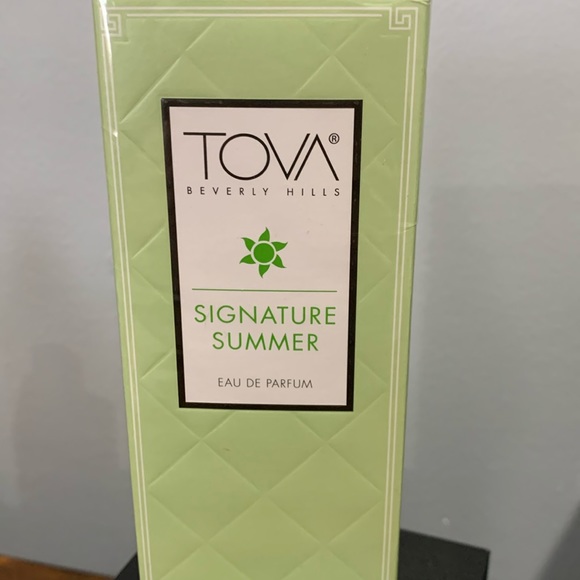 TOVA®
BEVERLY HILLS
SIGNATURE
SUMMER
EAU DE PARFUM